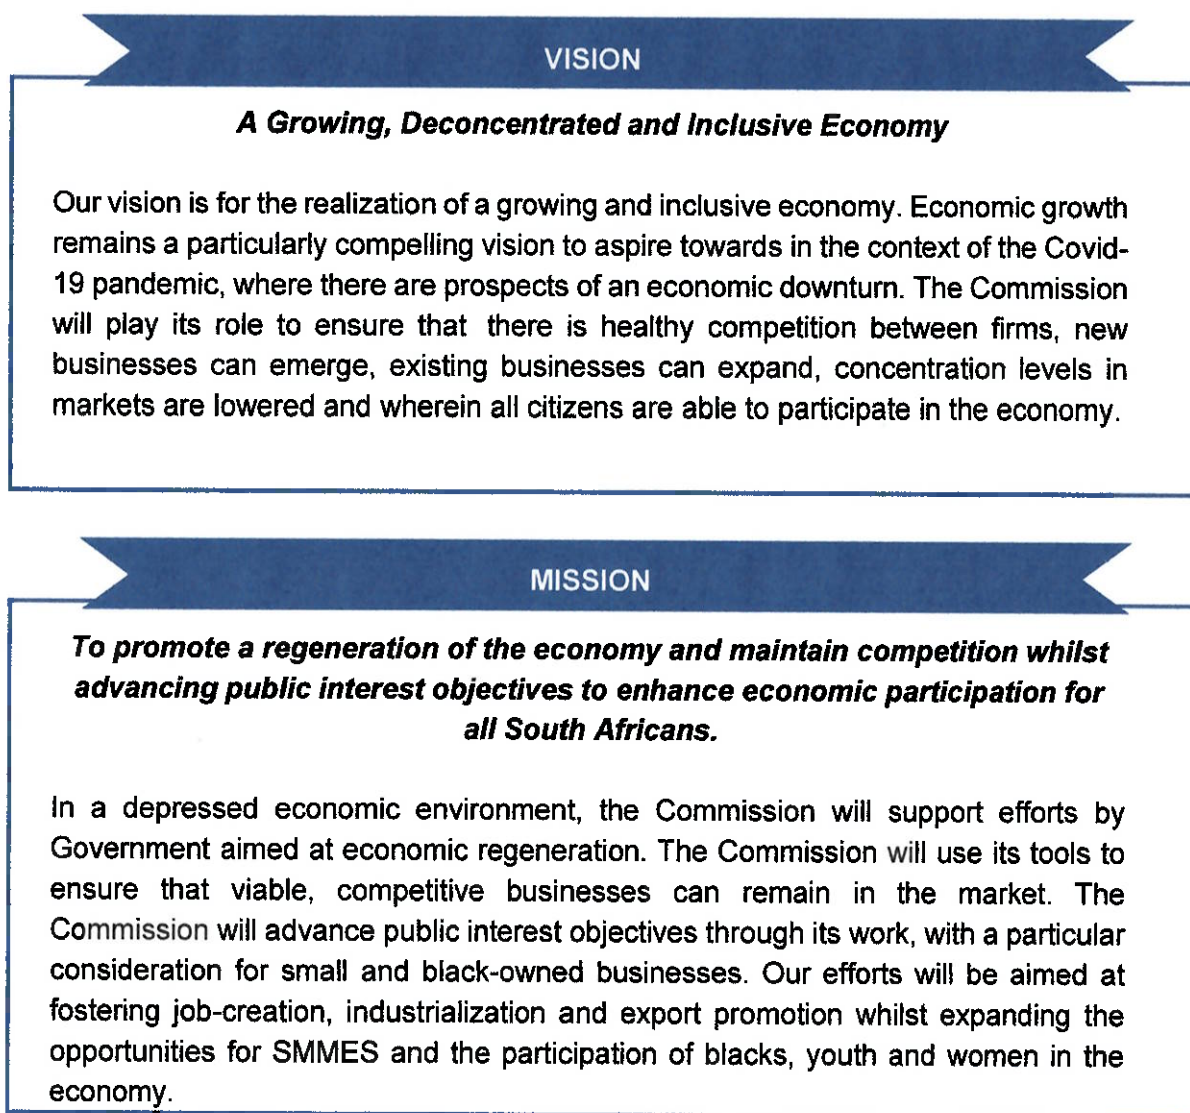 VISION
A Growing, Deconcentrated and Inclusive Economy
Our vision is for the realization of a growing and inclusive economy. Economic growth
remains a particularly compelling vision to aspire towards in the context of the Covid-
19 pandemic, where there are prospects of an economic downturn. The Commission
will play its role to ensure that there is healthy competition between firms, new
businesses can emerge, existing businesses can expand, concentration levels in
markets are lowered and wherein all citizens are able to participate in the economy.
MISSION
To promote a regeneration of the economy and maintain competition whilst
advancing public interest objectives to enhance economic participation for
all South Africans.
In a depressed economic environment, the Commission will support efforts by
Government aimed at economic regeneration. The Commission will use its tools to
ensure that viable, competitive businesses can remain in the market. The
Commission will advance public interest objectives through its work, with a particular
consideration for small and black-owned businesses. Our efforts will be aimed at
fostering job-creation, industrialization and export promotion whilst expanding the
opportunities for SMMES and the participation of blacks, youth and women in the
economy.